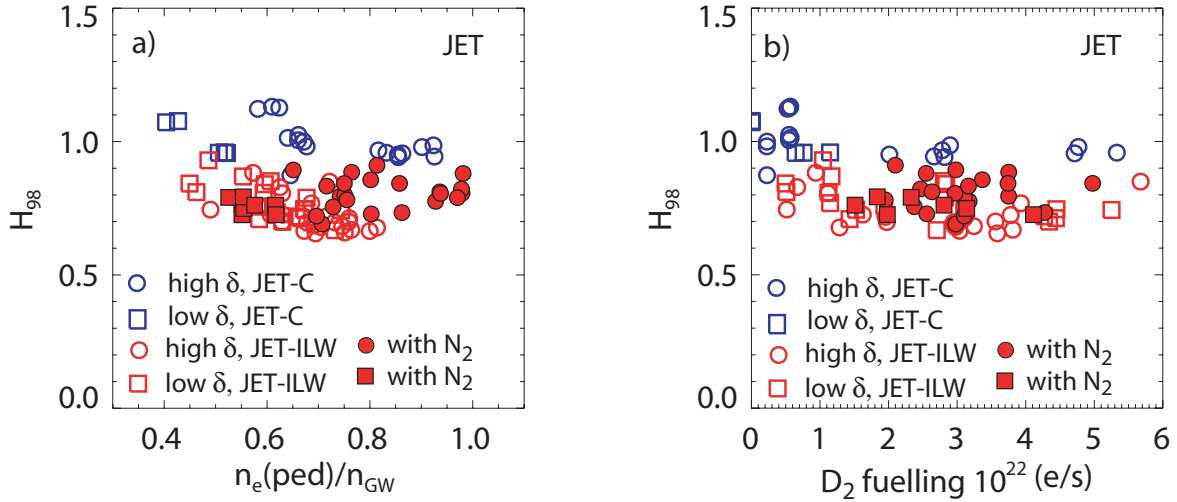 1.5
a)
JET
1.0
H98
0.5
high δ, JET-C
low δ, JET-C
high δ, JET-ILW
with N2
low δ, JET-ILW
with N2
0.0
0.4 0.6 0.8 1.0
ne(ped)/nGW
1.5
b)
JET
1.0
H98
0.5
high δ, JET-C
low δ, JET-C
high δ, JET-ILW
with N2
low δ, JET-ILW
with N2
0.0
0 1 2 3 4 5 6
D2 fuelling 10^22 (e/s)